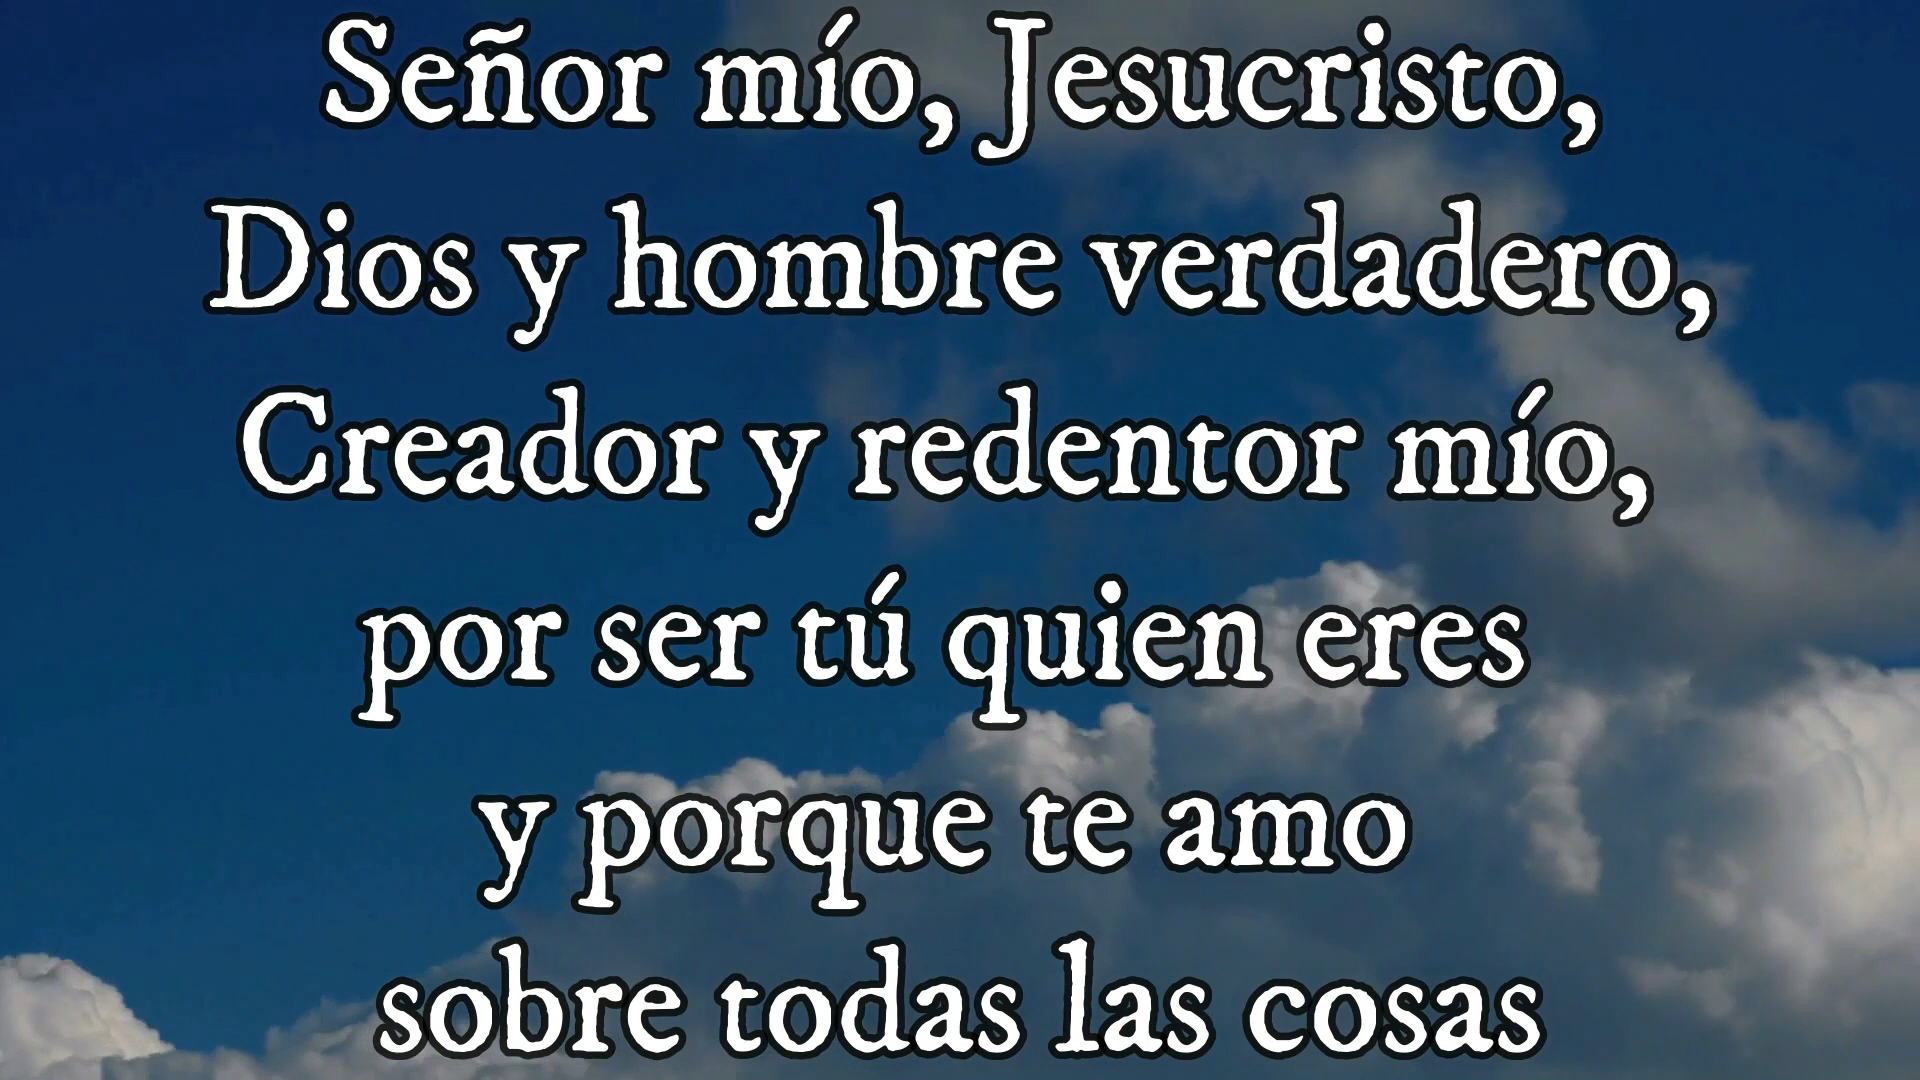 Señor mío, Jesucristo,
Dios y hombre verdadero,
Creador y redentor mío,
por ser tú quien eres
y porque te amo
sobre todas las cosas